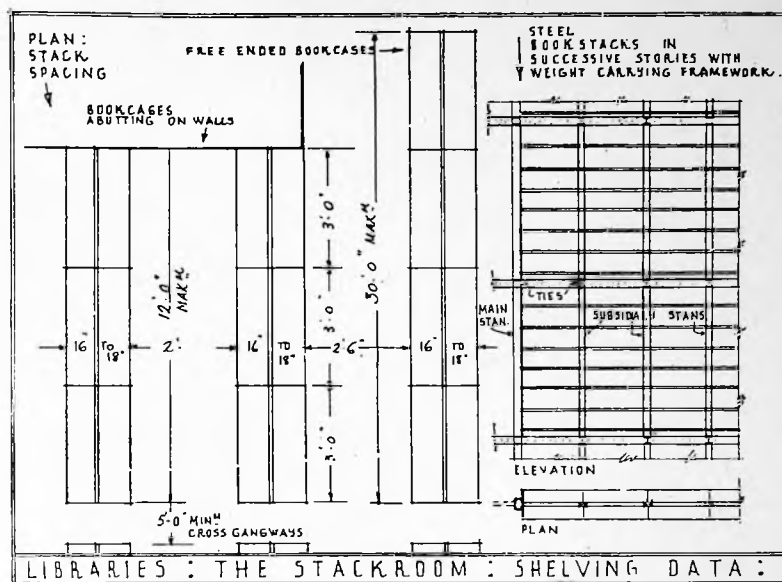 PLAN:
STACK
SPACING
FREE ENDED BOOKCASES
BOOKCASES
ABUTTING ON WALLS
STEEL
BOOKSTACKS IN
SUCCESSIVE STORIES WITH
WEIGHT CARRYING FRAMEWORK.
12'.0"
MAXM
3'.0"
3'.0"
3'.0"
30'.0" MAXM
16"
TO
18"
2'.
16"
TO
18"
2'6"
16"
TO
18"
'TIES'
MAIN
STAN.
SUBSIDIARY STANS.
ELEVATION
PLAN
5'-0" MINM
CROSS GANGWAYS
LIBRARIES: THE STACKROOM: SHELVING DATA: